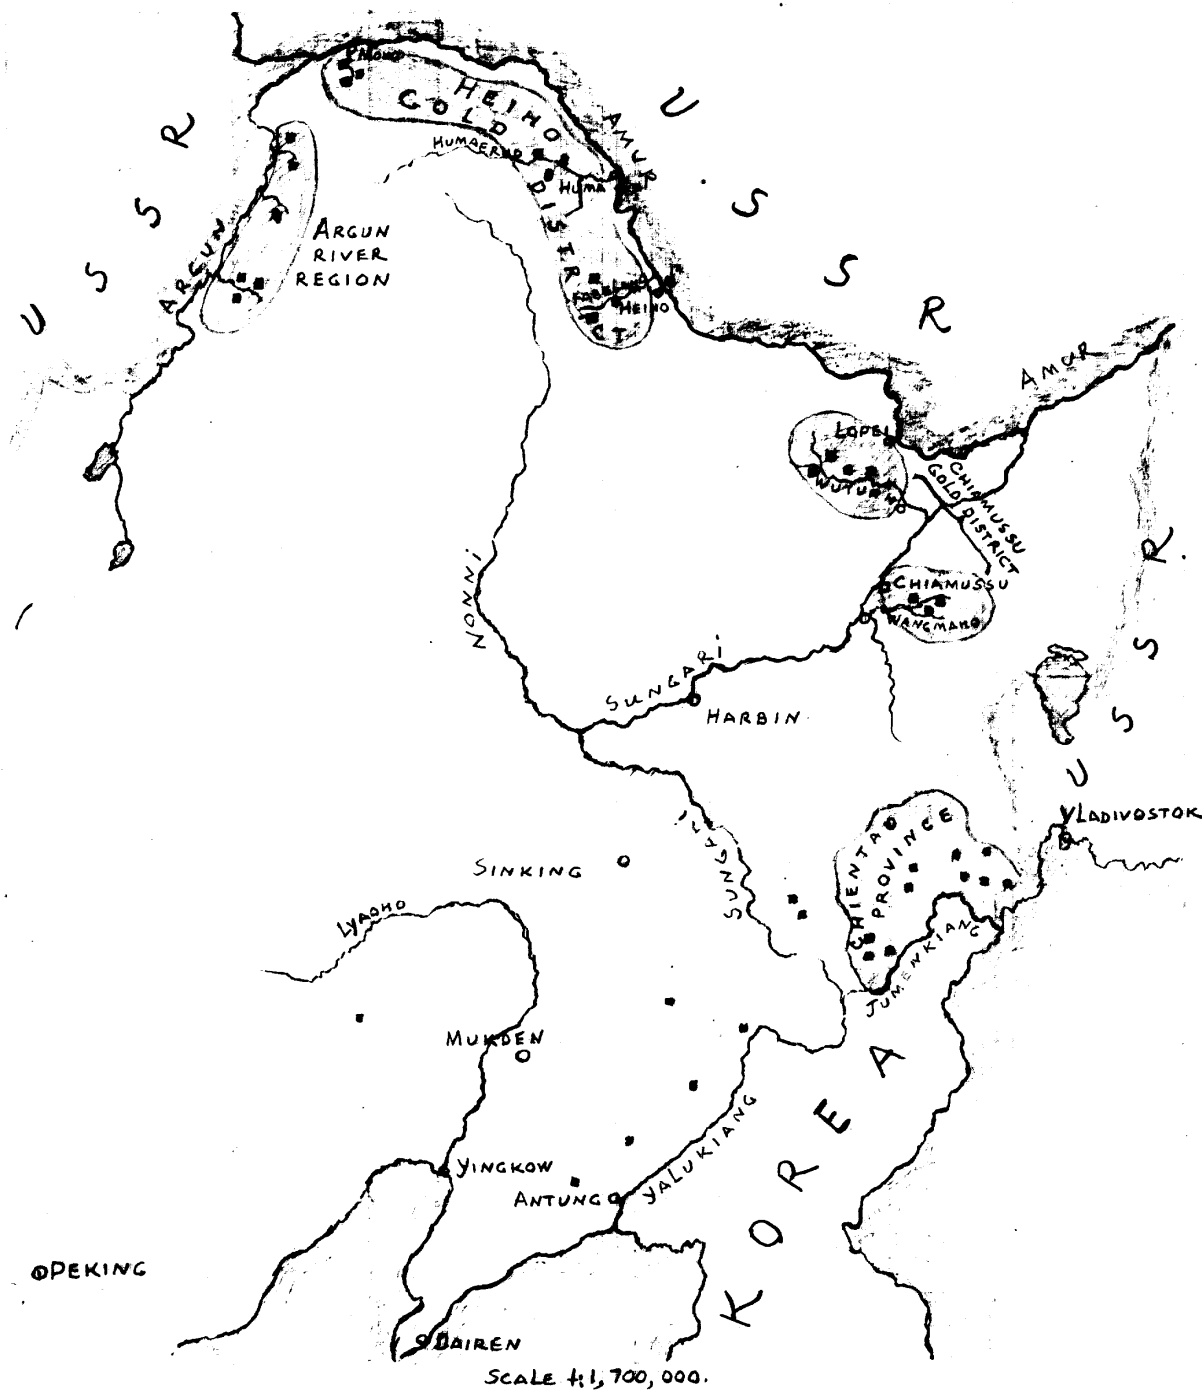 U S S R
U S S R
MOHO
HEIHO
GOLD
DISTRICT
HUMAERHO
HUMA
AMUR
ARGUN
ARGUN
RIVER
REGION
HEIHO
AMUR
LOPEI
WUTUNHO
CHIAMUSSU
GOLD DISTRICT
CHIAMUSSU
WANGMAHO
U S S R
NONNI
SUNGARI
HARBIN
VLADIVOSTOK
SUNGARI
CHIENTAO
PROVINCE
SINKING
LYAOHO
JUMENKIANG
MUKDEN
KOREA
YALUKIANG
YINGKOW
ANTUNG
PEKING
DAIREN
SCALE 1:1,700,000.